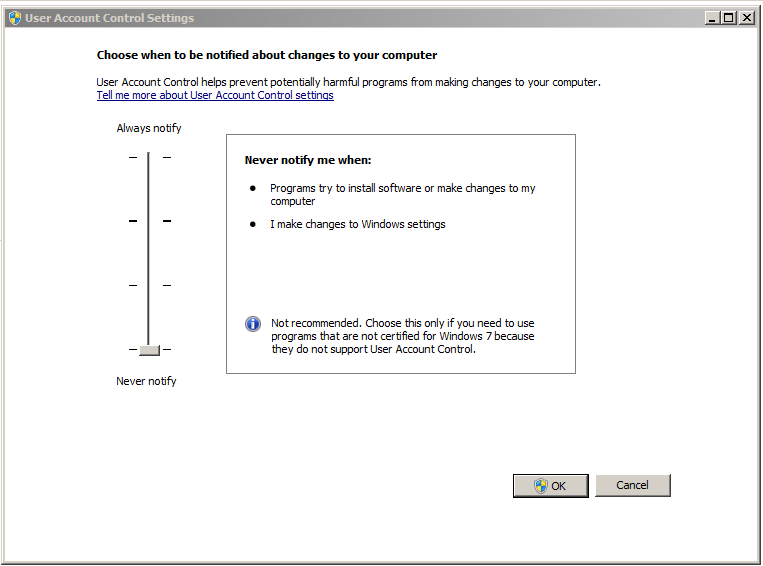 User Account Control Settings
Choose when to be notified about changes to your computer
User Account Control helps prevent potentially harmful programs from making changes to your computer.
Tell me more about User Account Control settings
Always notify
Never notify me when:
● Programs try to install software or make changes to my
computer
● I make changes to Windows settings
Not recommended. Choose this only if you need to use
programs that are not certified for Windows 7 because
they do not support User Account Control.
Never notify
OK
Cancel